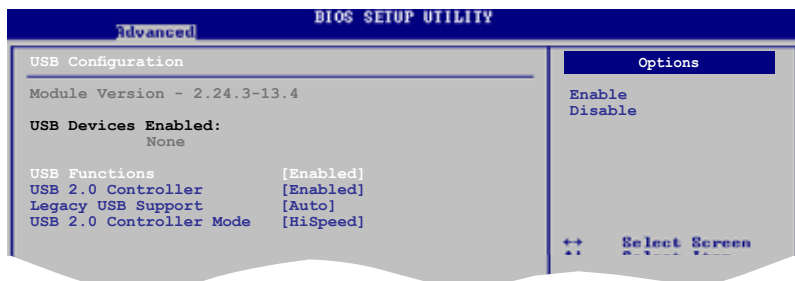 BIOS SETUP UTILITY
Advanced
USB Configuration
Module Version - 2.24.3-13.4
USB Devices Enabled:
None
USB Functions [Enabled]
USB 2.0 Controller [Enabled]
Legacy USB Support [Auto]
USB 2.0 Controller Mode [HiSpeed]
Options
Enable
Disable
↔ Select Screen